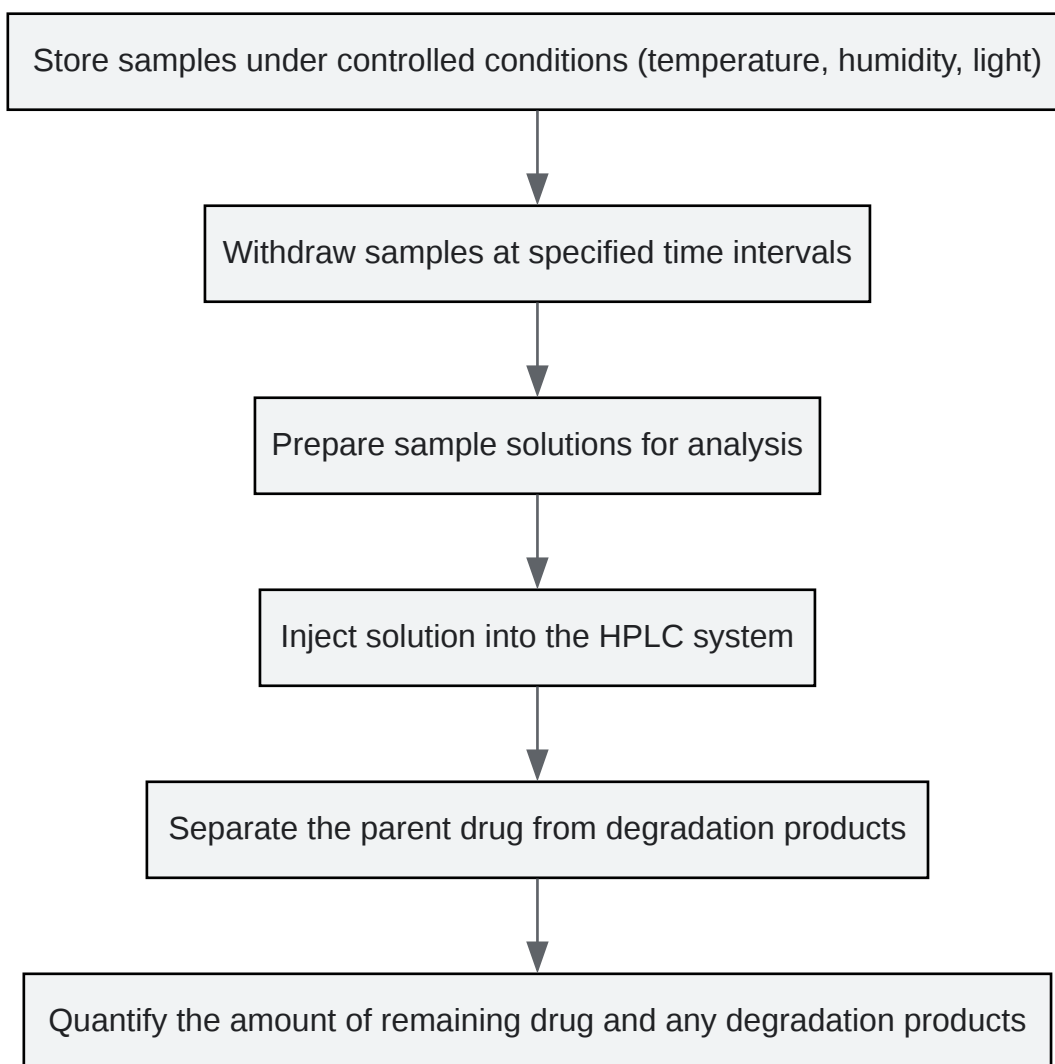 Store samples under controlled conditions (temperature, humidity, light)
Withdraw samples at specified time intervals
Prepare sample solutions for analysis
Inject solution into the HPLC system
Separate the parent drug from degradation products
Quantify the amount of remaining drug and any degradation products